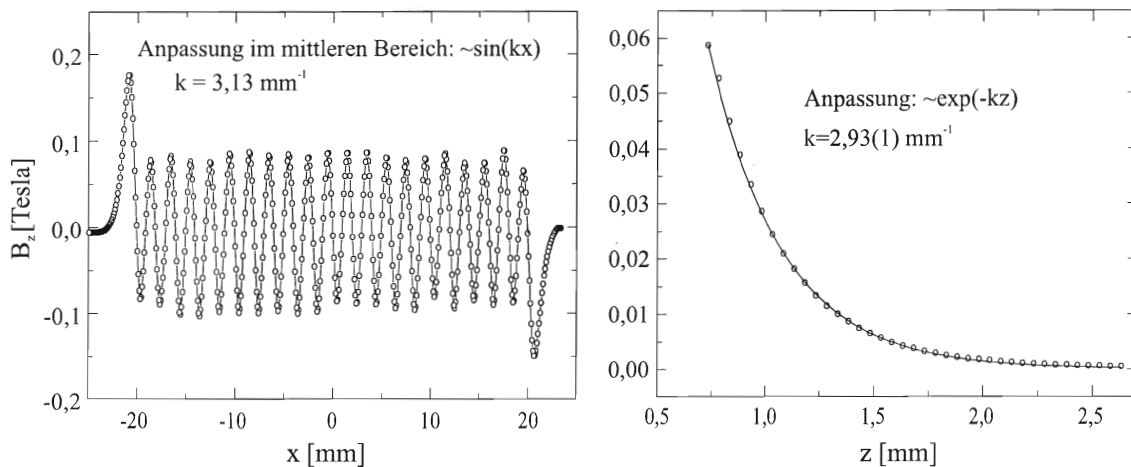 B_z [Tesla]
0,2
0,1
0,0
-0,1
-0,2
Anpassung im mittleren Bereich: ~sin(kx)
k = 3,13 mm⁻¹
-20 -10 0 10 20
x [mm]
0,06
0,05
0,04
0,03
0,02
0,01
0,00
Anpassung: ~exp(-kz)
k=2,93(1) mm⁻¹
0,5 1,0 1,5 2,0 2,5
z [mm]